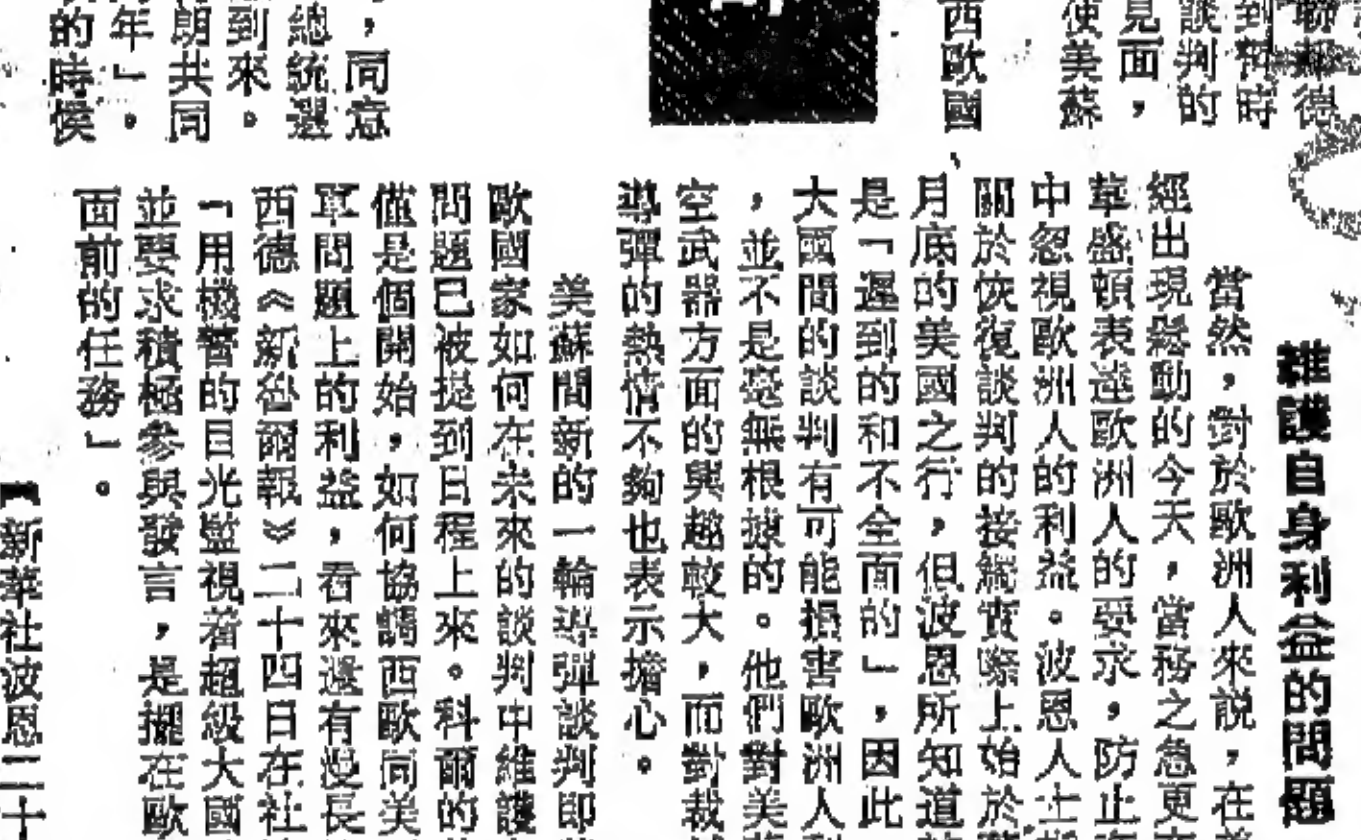 聯
到
談判的
見面，
使美蘇
西歐國
，同意
總統選
到來。
朗共同
年」。
的時候
維護自身利益的問題
當然，對於歐洲人來說，在
經出現鬆動的今天，當務之急更
華盛頓表達歐洲人的要求，防止
中忽視歐洲人的利益。波恩人士
關於恢復談判的接觸實際上始於
月底的美國之行，但波恩所知道
是「遲到的和不全面的」，因此
大國間的談判有可能損害歐洲人
，並不是毫無根據的。他們對美
空武器方面的興趣較大，而對裁
導彈的熱情不夠也表示擔心。
美蘇間新的一輪導彈談判即
歐國家如何在未來的談判中維護
問題已被提到日程上來。科爾的
僅是個開始，如何協調西歐同美
軍問題上的利益，看來還有漫長
西德《新魯爾報》二十四日在社
「用機警的目光監視着超級大國
並要求積極參與發言，是擺在歐
面前的任務」。
【新華社波恩二十